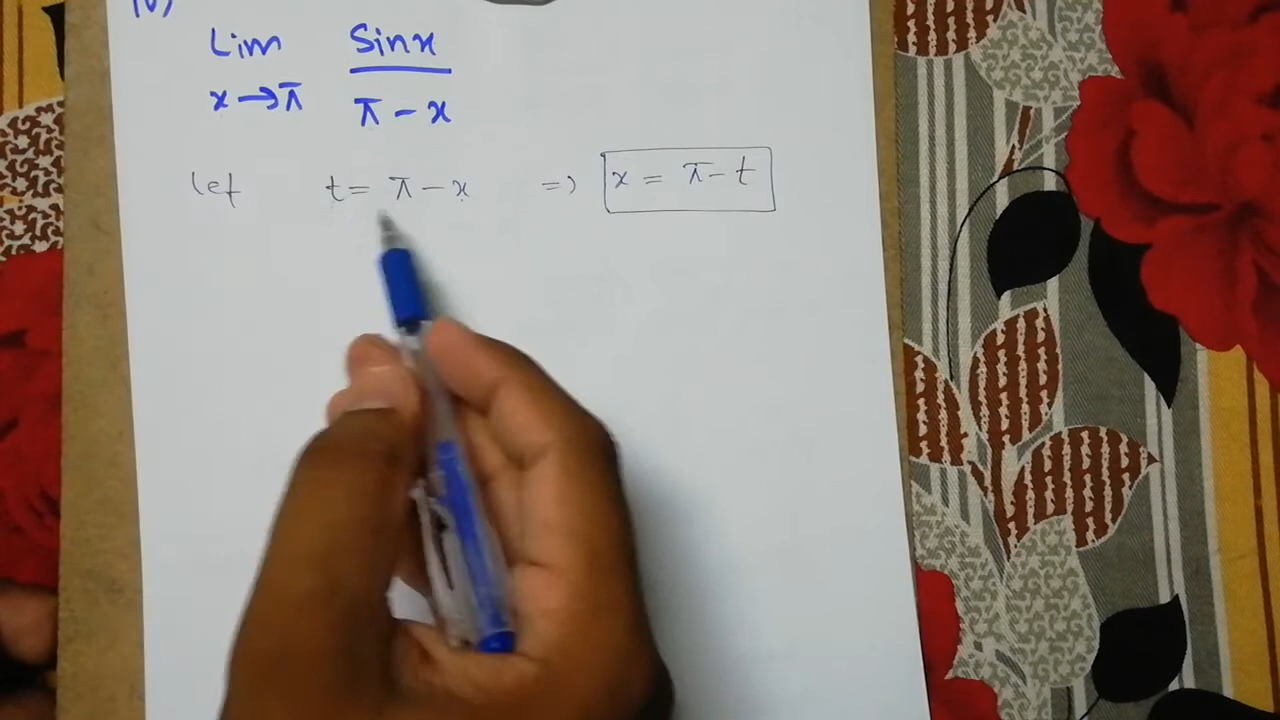 (v)
Lim Sinx
x→π π-x
let t = π-x => x = π-t